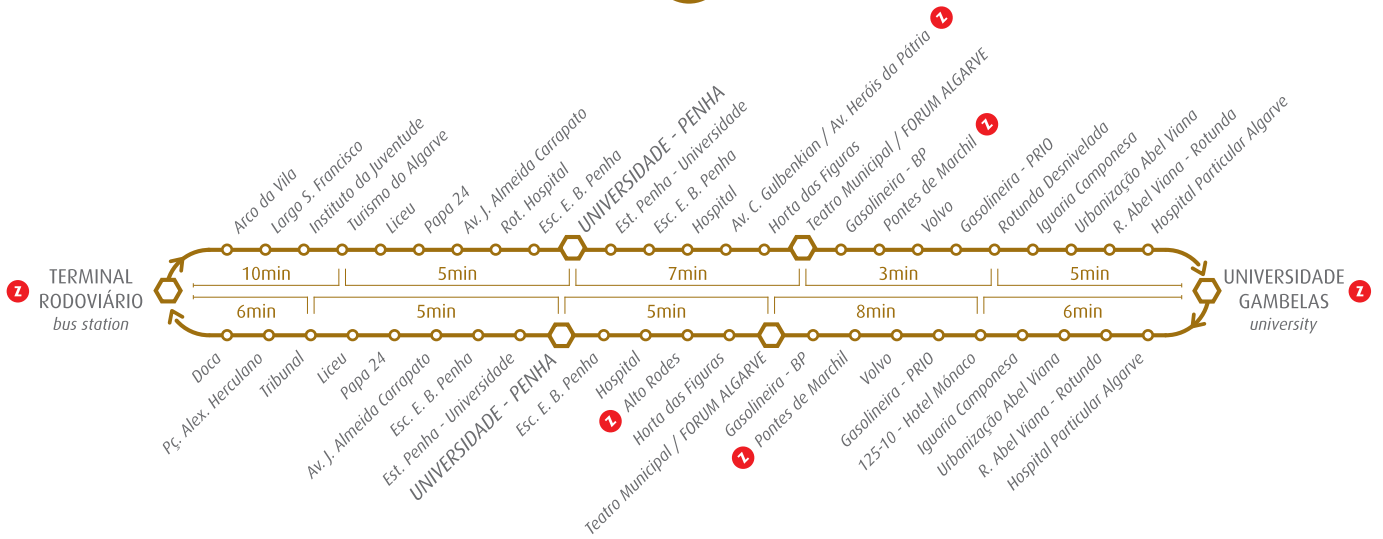 Arco da Vila
Largo S. Francisco
Instituto da Juventude
Turismo do Algarve
Liceu
Papa 24
Av. J. Almeida Carrapato
Rot. Hospital
Esc. E. B. Penha
UNIVERSIDADE - PENHA
Est. Penha - Universidade
Esc. E. B. Penha
Hospital
Av. C. Gulbenkian / Av. Heróis da Pátria
Z
Horta das Figuras
Teatro Municipal / FORUM ALGARVE
Gasolineira - BP
Pontes de Marchil
Z
Volvo
Gasolineira - PRIO
Rotunda Desnivelada
Iguaria Camponesa
Urbanização Abel Viana
R. Abel Viana - Rotunda
Hospital Particular Algarve
10min
5min
7min
3min
5min
Z
TERMINAL
RODOVIÁRIO
bus station
UNIVERSIDADE
GAMBELAS
university
Z
6min
5min
5min
8min
6min
Doca
Pç. Alex. Herculano
Tribunal
Liceu
Papa 24
Av. J. Almeida Carrapato
Esc. E. B. Penha
Est. Penha - Universidade
UNIVERSIDADE - PENHA
Esc. E. B. Penha
Hospital
Z
Alto Rodes
Horta das Figuras
Teatro Municipal / FORUM ALGARVE
Gasolineira - BP
Z
Pontes de Marchil
Volvo
Gasolineira - PRIO
125-10 - Hotel Mónaco
Iguaria Camponesa
Urbanização Abel Viana
R. Abel Viana - Rotunda
Hospital Particular Algarve